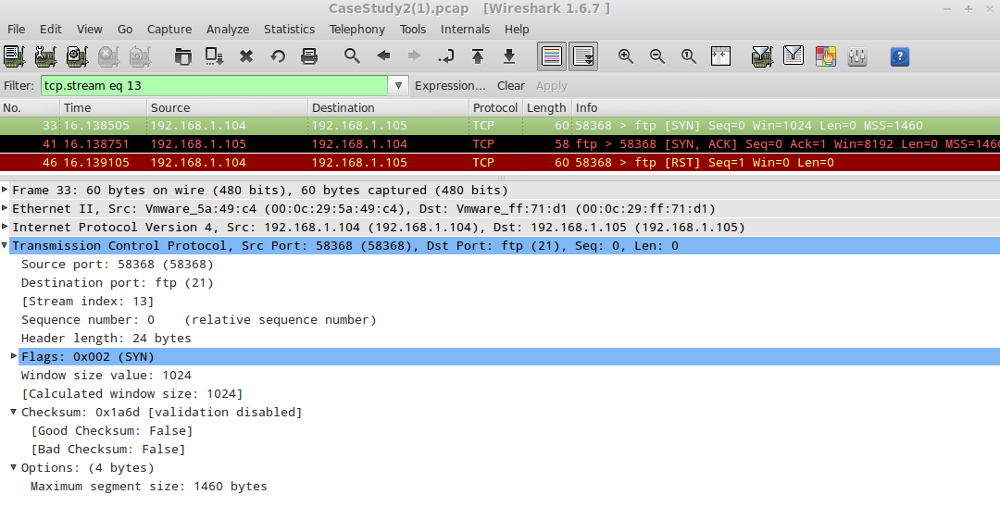 CaseStudy2(1).pcap [Wireshark 1.6.7 ]
File Edit View Go Capture Analyze Statistics Telephony Tools Internals Help
Filter: tcp.stream eq 13 Expression... Clear Apply
No. Time Source Destination Protocol Length Info
33 16.138505 192.168.1.104 192.168.1.105 TCP 60 58368 > ftp [SYN] Seq=0 Win=1024 Len=0 MSS=1460
41 16.138751 192.168.1.105 192.168.1.104 TCP 58 ftp > 58368 [SYN, ACK] Seq=0 Ack=1 Win=8192 Len=0 MSS=1460
46 16.139105 192.168.1.104 192.168.1.105 TCP 60 58368 > ftp [RST] Seq=1 Win=0 Len=0
Frame 33: 60 bytes on wire (480 bits), 60 bytes captured (480 bits)
Ethernet II, Src: Vmware_5a:49:c4 (00:0c:29:5a:49:c4), Dst: Vmware_ff:71:d1 (00:0c:29:ff:71:d1)
Internet Protocol Version 4, Src: 192.168.1.104 (192.168.1.104), Dst: 192.168.1.105 (192.168.1.105)
Transmission Control Protocol, Src Port: 58368 (58368), Dst Port: ftp (21), Seq: 0, Len: 0
Source port: 58368 (58368)
Destination port: ftp (21)
[Stream index: 13]
Sequence number: 0 (relative sequence number)
Header length: 24 bytes
Flags: 0x002 (SYN)
Window size value: 1024
[Calculated window size: 1024]
Checksum: 0x1a6d [validation disabled]
[Good Checksum: False]
[Bad Checksum: False]
Options: (4 bytes)
Maximum segment size: 1460 bytes